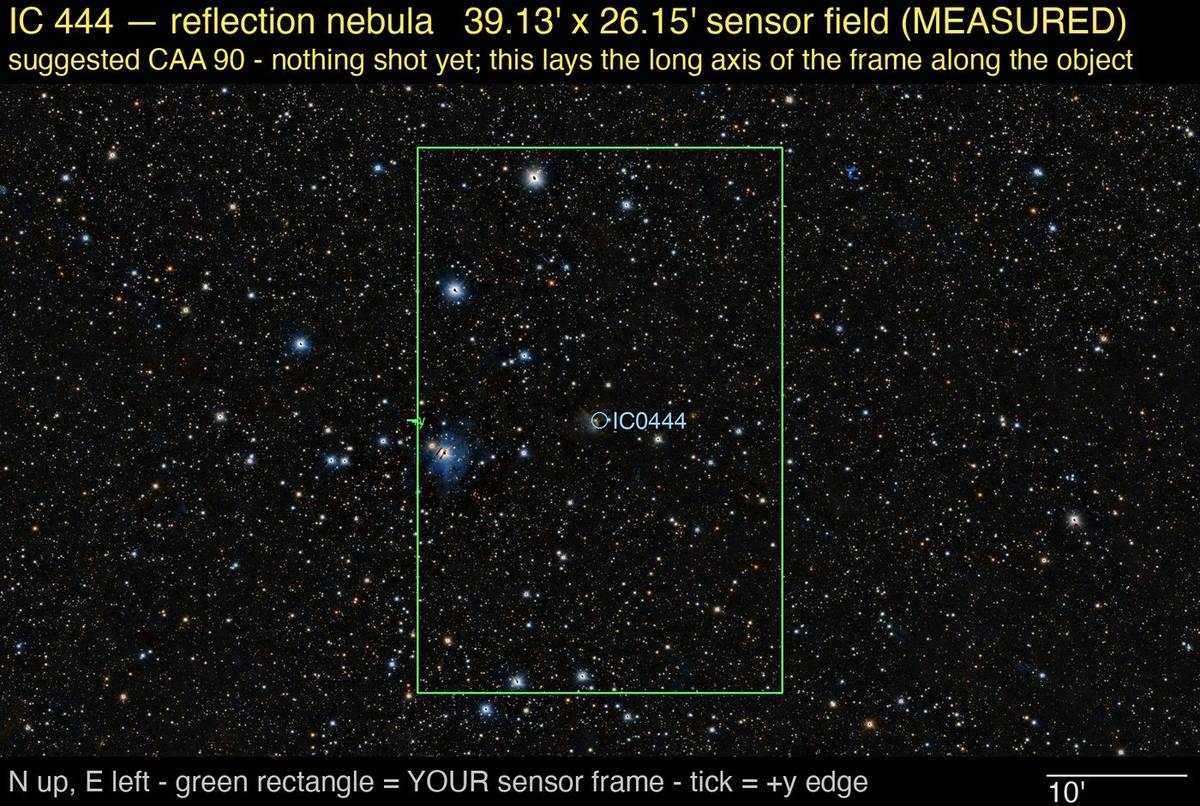 IC 444 — reflection nebula 39.13' x 26.15' sensor field (MEASURED)
suggested CAA 90 - nothing shot yet; this lays the long axis of the frame along the object
IC0444
+y
N up, E left - green rectangle = YOUR sensor frame - tick = +y edge
10'